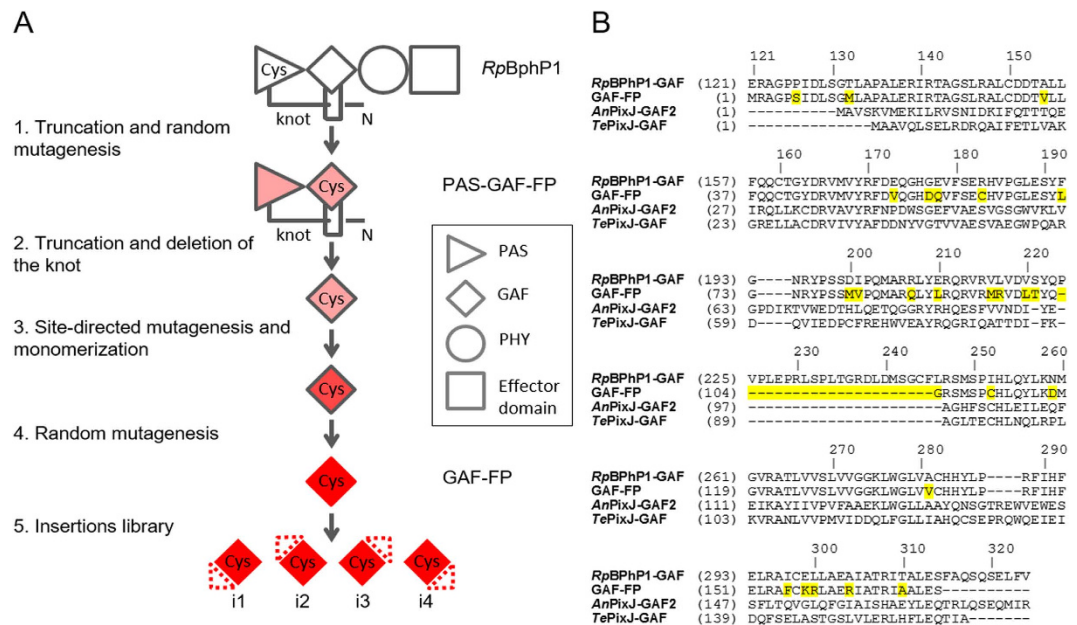 A
Cys
RpBphP1
knot N
1. Truncation and random
mutagenesis
Cys
PAS-GAF-FP
knot N
2. Truncation and deletion of
the knot
Cys
3. Site-directed mutagenesis and
monomerization
Cys
4. Random mutagenesis
Cys
GAF-FP
5. Insertions library
Cys Cys Cys Cys
i1 i2 i3 i4
PAS
GAF
PHY
Effector
domain
B
121 130 140 150
RpBPhP1-GAF (121) ERAGPPIDLSGTLAPALERIRTAGSLRALCDDTALL
GAF-FP (1) MRAGPSIDLSGMLAPALERIRTAGSLRALCDDTVLL
AnPixJ-GAF2 (1) ----------MAVSKVMEKILRVSNIDKIFQTTTQE
TePixJ-GAF (1) --------------AAVQLSELRDRQAIFETLVAK
160 170 180 190
RpBPhP1-GAF (157) FQQCTGYDRVMVYRFDEQGHGEVFSERHVPGLESYF
GAF-FP (37) FQQCTGYDRVMVYRFDVQGHDQVFSECHVPGLESYL
AnPixJ-GAF2 (27) IRQLLKCDRVAVYRFNPDWSGEFVAESVGSGWVKLV
TePixJ-GAF (23) GRELLACDRVIVYAFDDNYVGTVVAESVAEGWPQAR
200 210 220
RpBPhP1-GAF (193) G----NRYPSSDIPQMARRLYERQRVRVLVDVSYQP
GAF-FP (73) G----NRYPSSMVPQMARQLYLRQRVRMRVDLTYQ-
AnPixJ-GAF2 (63) GPDIKTVWEDTHLQETQGGRYRHQESFVVNDI-YE-
TePixJ-GAF (59) D----QVIEDPCFREHWVEAYRQGRIQATTDI-FK-
230 240 250 260
RpBPhP1-GAF (225) VPLEPRLSPLTGRDLDMSGCFLRSMSPIHLQYLKNM
GAF-FP (104) ---------------------GRSMSPCHLQYLKDM
AnPixJ-GAF2 (97) ---------------------AGHFSCHLEILEQF
TePixJ-GAF (89) ---------------------AGLTECHLNQLRPL
270 280 290
RpBPhP1-GAF (261) GVRATLVVSLVVGGKLWGLVACHHYLP----RFIHF
GAF-FP (119) GVRATLVVSLVVGGKLWGLVVCHHYLP----RFIHF
AnPixJ-GAF2 (111) EIKAYIIVPVFAAEKLWGLLAAYQNSGTREWVEWES
TePixJ-GAF (103) KVRANLVVPMVIDDQLFGLLIAHQCSEPRQWQEIEI
300 310 320
RpBPhP1-GAF (293) ELRAICELLAEAIATRITALESFAQSQSELFV
GAF-FP (151) ELRAFCKRLAERIATRIAALES----------
AnPixJ-GAF2 (147) SFLTQVGLQFGIAISHAEYLEQTRLQSEQMIR
TePixJ-GAF (139) DQFSELASTGSLVLERLHFLEQTIA-------